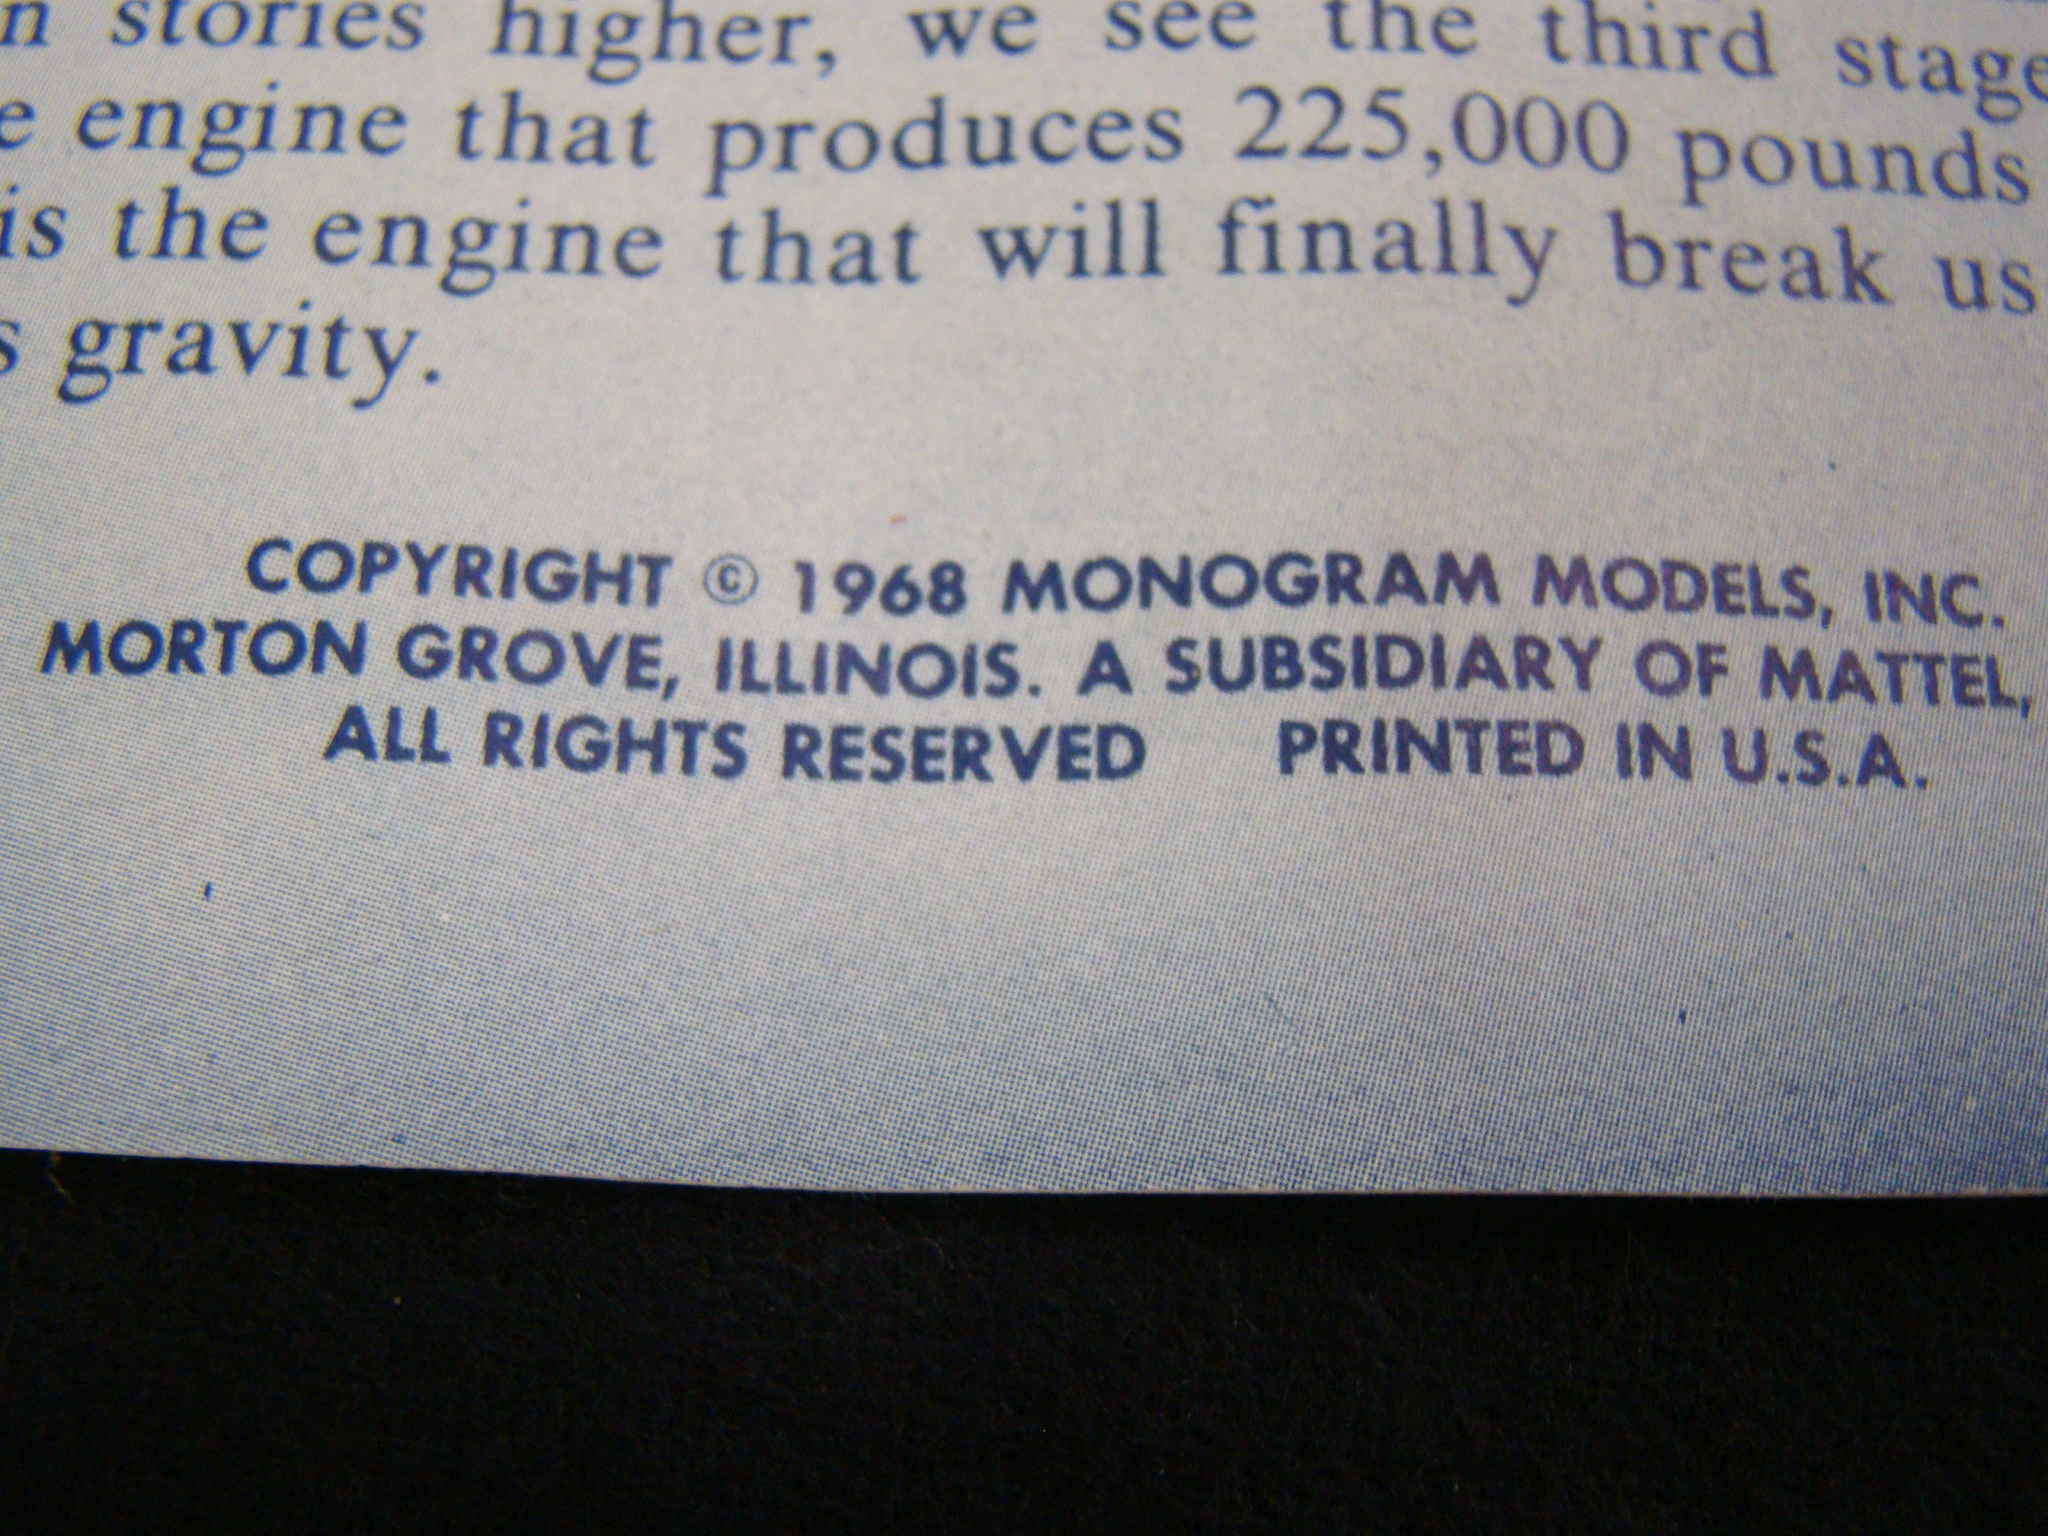 n stories higher, we see the third stage
e engine that produces 225,000 pounds
is the engine that will finally break us
s gravity.
COPYRIGHT © 1968 MONOGRAM MODELS, INC.
MORTON GROVE, ILLINOIS. A SUBSIDIARY OF MATTEL,
ALL RIGHTS RESERVED PRINTED IN U.S.A.